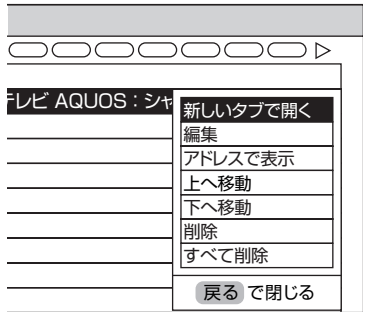 テレビ AQUOS：シャ
新しいタブで開く
編集
アドレスで表示
上へ移動
下へ移動
削除
すべて削除
戻る で閉じる